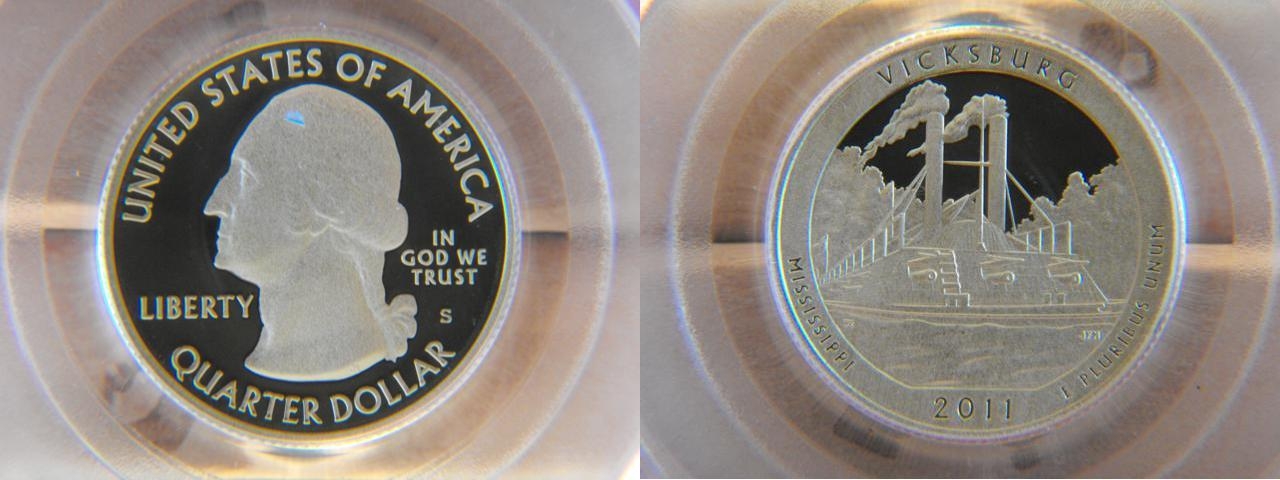 UNITED STATES OF AMERICA
IN
GOD WE
TRUST
LIBERTY
S
QUARTER DOLLAR
VICKSBURG
MISSISSIPPI
E PLURIBUS UNUM
2011